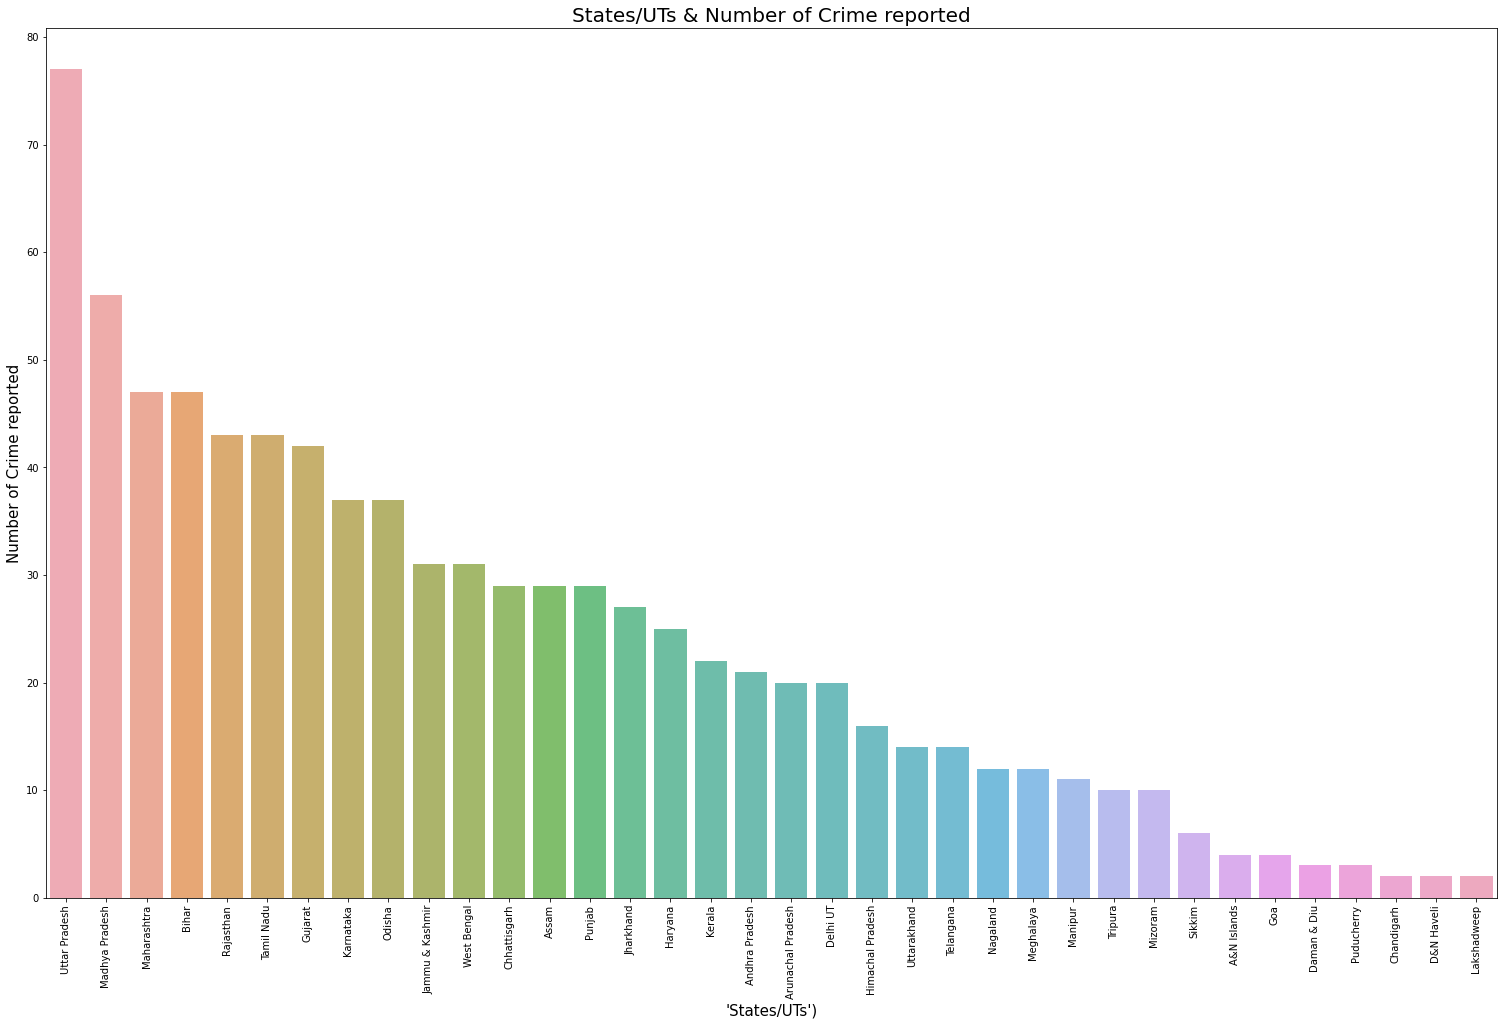 States/UTs & Number of Crime reported
Number of Crime reported
80
70
60
50
40
30
20
10
0
Uttar Pradesh
Madhya Pradesh
Maharashtra
Bihar
Rajasthan
Tamil Nadu
Gujarat
Karnataka
Odisha
Jammu & Kashmir
West Bengal
Chhattisgarh
Assam
Punjab
Jharkhand
Haryana
Kerala
Andhra Pradesh
Arunachal Pradesh
Delhi UT
Himachal Pradesh
Uttarakhand
Telangana
Nagaland
Meghalaya
Manipur
Tripura
Mizoram
Sikkim
A&N Islands
Goa
Daman & Diu
Puducherry
Chandigarh
D&N Haveli
Lakshadweep
'States/UTs')